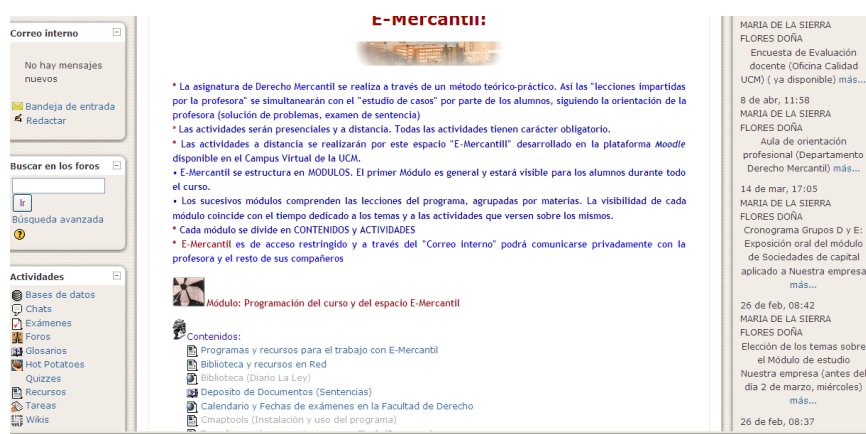 Correo interno
No hay mensajes
nuevos
Bandeja de entrada
Redactar
Buscar en los foros
Ir
Búsqueda avanzada
Actividades
Bases de datos
Chats
Exámenes
Foros
Glosarios
Hot Potatoes
Quizzes
Recursos
Tareas
Wikis
E-Mercantil:
* La asignatura de Derecho Mercantil se realiza a través de un método teórico-práctico. Así las "lecciones impartidas
por la profesora" se simultanearán con el "estudio de casos" por parte de los alumnos, siguiendo la orientación de la
profesora (solución de problemas, examen de sentencia)
* Las actividades serán presenciales y a distancia. Todas las actividades tienen carácter obligatorio.
* Las actividades a distancia se realizarán por este espacio "E-Mercantill" desarrollado en la plataforma Moodle
disponible en el Campus Virtual de la UCM.
• E-Mercantil se estructura en MODULOS. El primer Módulo es general y estará visible para los alumnos durante todo
el curso.
• Los sucesivos módulos comprenden las lecciones del programa, agrupadas por materias. La visibilidad de cada
módulo coincide con el tiempo dedicado a los temas y a las actividades que versen sobre los mismos.
* Cada módulo se divide en CONTENIDOS y ACTIVIDADES
* E-Mercantil es de acceso restringido y a través del "Correo interno" podrá comunicarse privadamente con la
profesora y el resto de sus compañeros
Módulo: Programación del curso y del espacio E-Mercantil
Contenidos:
Programas y recursos para el trabajo con E-Mercantil
Biblioteca y recursos en Red
Biblioteca (Diario La Ley)
Deposito de Documentos (Sentencias)
Calendario y Fechas de exámenes en la Facultad de Derecho
Cmaptools (Instalación y uso del programa)
MARIA DE LA SIERRA
FLORES DOÑA
Encuesta de Evaluación
docente (Oficina Calidad
UCM) ( ya disponible) más...
8 de abr, 11:58
MARIA DE LA SIERRA
FLORES DOÑA
Aula de orientación
profesional (Departamento
Derecho Mercantil) más...
14 de mar, 17:05
MARIA DE LA SIERRA
FLORES DOÑA
Cronograma Grupos D y E:
Exposición oral del módulo
de Sociedades de capital
aplicado a Nuestra empresa
más...
26 de feb, 08:42
MARIA DE LA SIERRA
FLORES DOÑA
Elección de los temas sobre
el Módulo de estudio
Nuestra empresa (antes del
día 2 de marzo, miércoles)
más...
26 de feb, 08:37